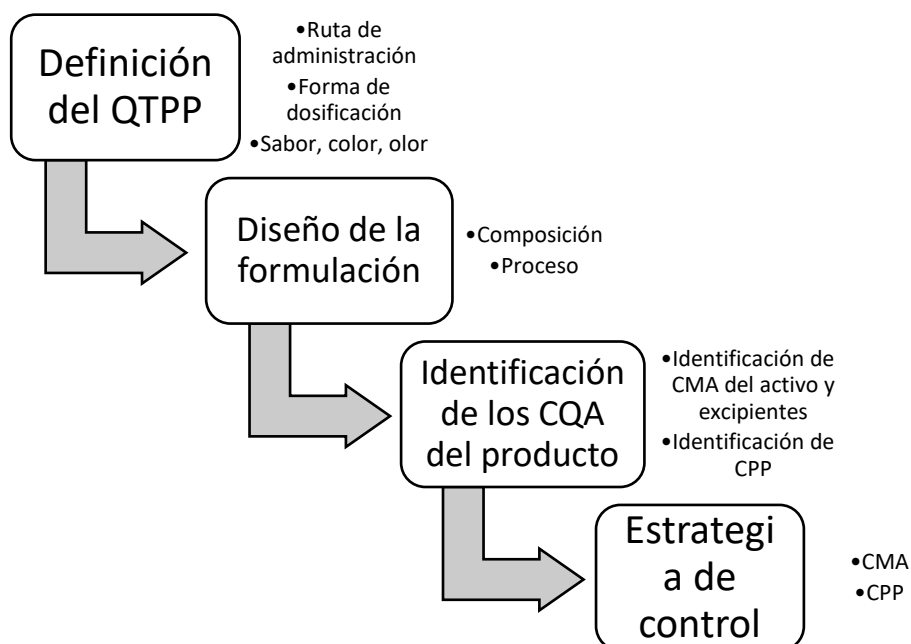 Definición
del QTPP
•Ruta de
administración
•Forma de
dosificación
•Sabor, color, olor
Diseño de la
formulación
•Composición
•Proceso
Identificación
de los CQA
del producto
•Identificación de
CMA del activo y
excipientes
•Identificación de
CPP
Estrategi
a de
control
•CMA
•CPP